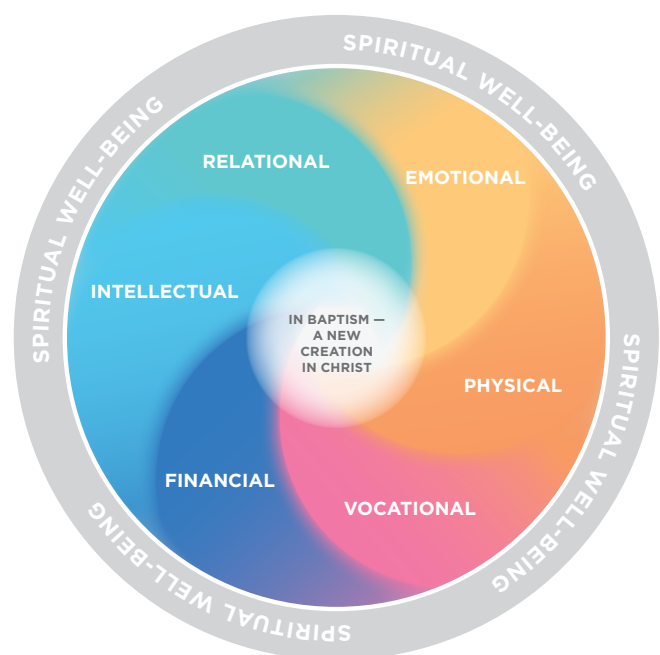 SPIRITUAL WELL-BEING
SPIRITUAL WELL-BEING
RELATIONAL
EMOTIONAL
INTELLECTUAL
IN BAPTISM —
A NEW
CREATION
IN CHRIST
PHYSICAL
FINANCIAL
VOCATIONAL
SPIRITUAL WELL-BEING
SPIRITUAL WELL-BEING